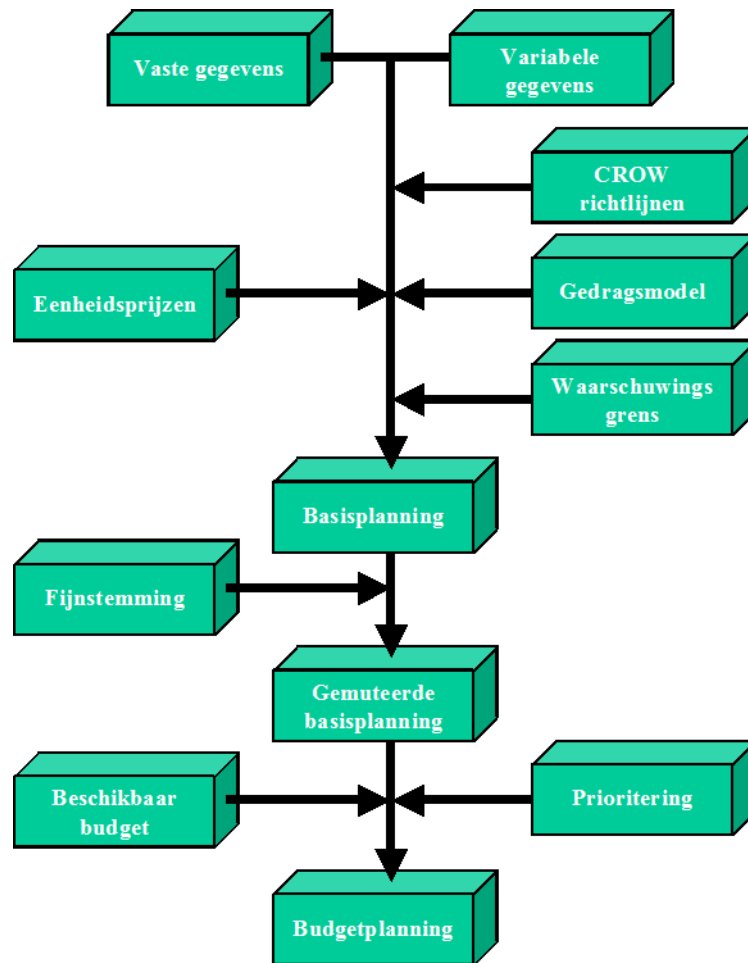 Vaste gegevens
Variabele
gegevens
CROW
richtlijnen
Eenheidsprijzen
Gedragsmodel
Waarschuwings
grens
Basisplanning
Fijnstemming
Gemuteerde
basisplanning
Beschikbaar
budget
Prioritering
Budgetplanning